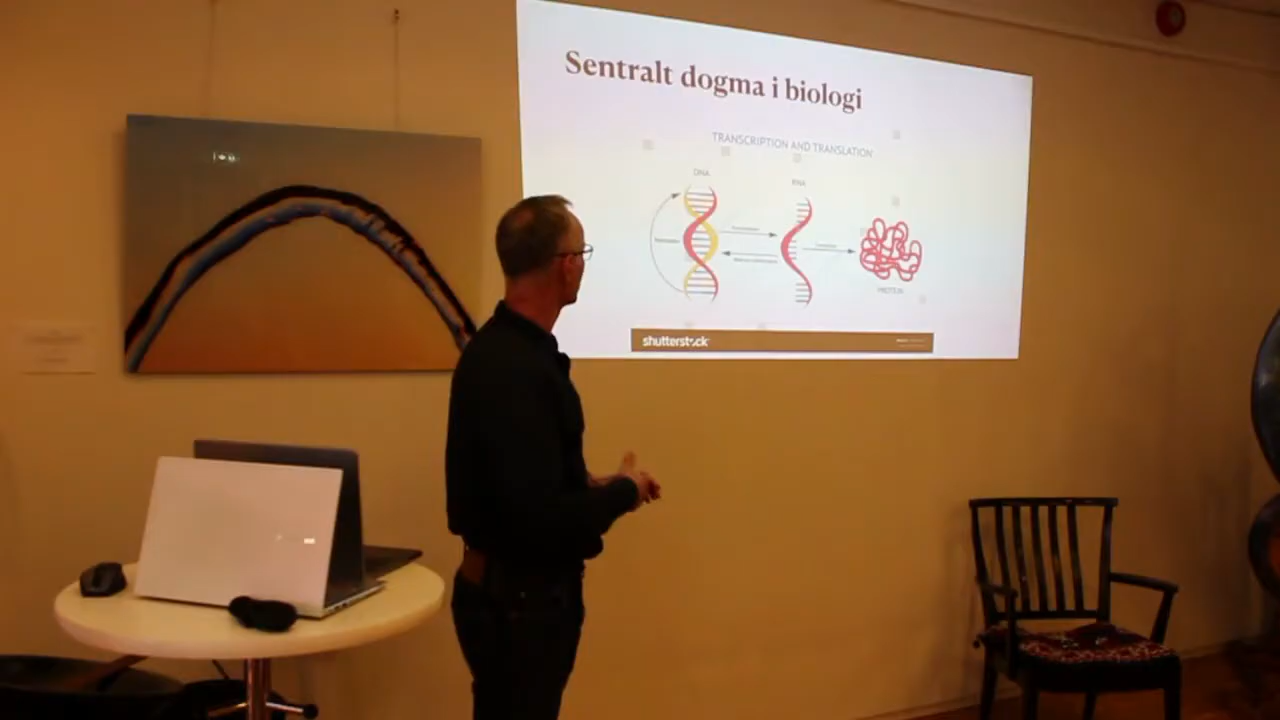 Sentralt dogma i biologi
TRANSCRIPTION AND TRANSLATION
DNA
RNA
PROTEIN
shutterstock